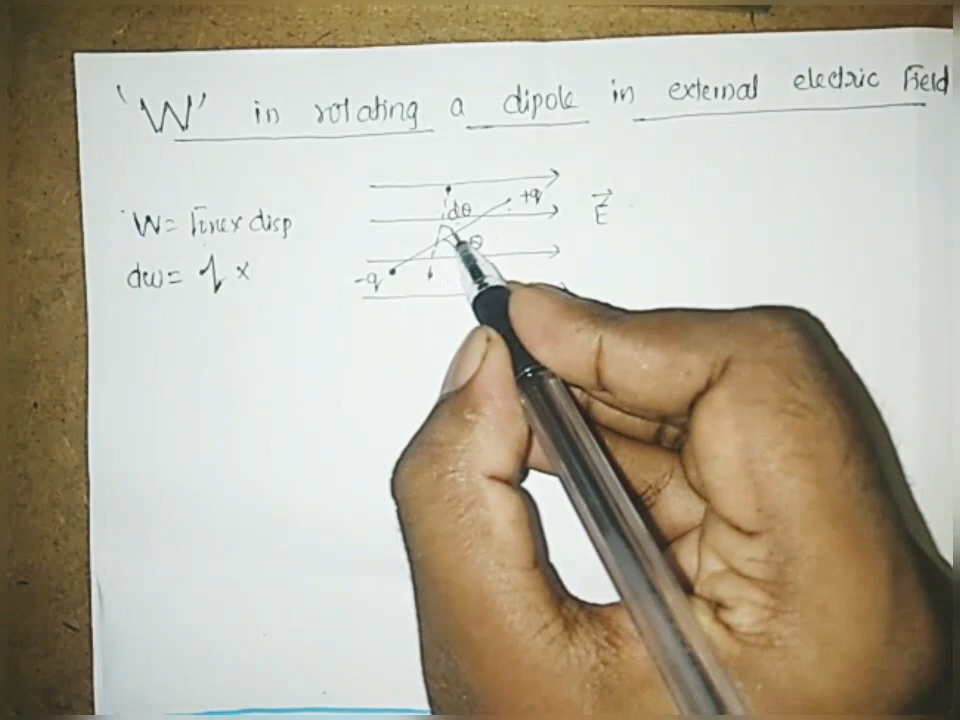 'W' in rotating a dipole in external electric Field
W = Force x disp
dw = τ x
dθ
+q
E
θ
-q